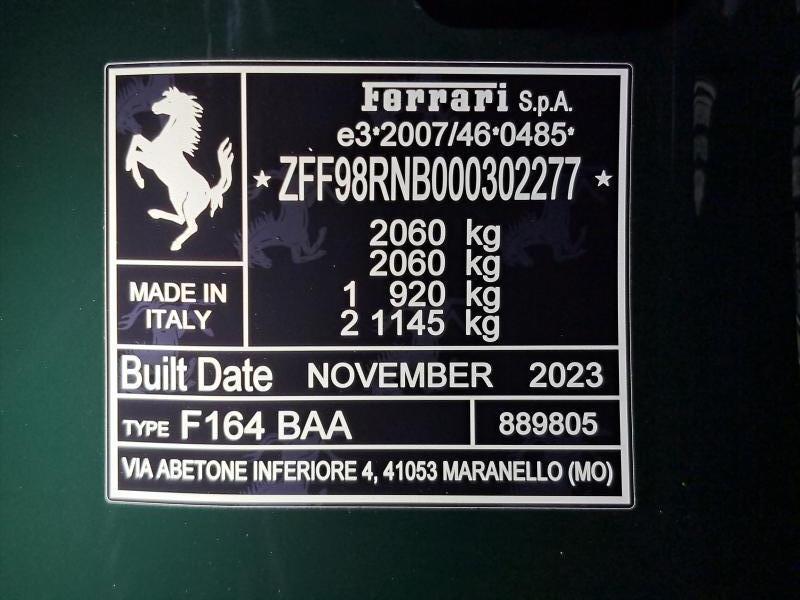 Ferrari S.p.A.
e3*2007/46*0485*
★ ZFF98RNB000302277 ★
2060 kg
2060 kg
1 920 kg
2 1145 kg
MADE IN
ITALY
Built Date NOVEMBER 2023
TYPE F164 BAA 889805
VIA ABETONE INFERIORE 4, 41053 MARANELLO (MO)